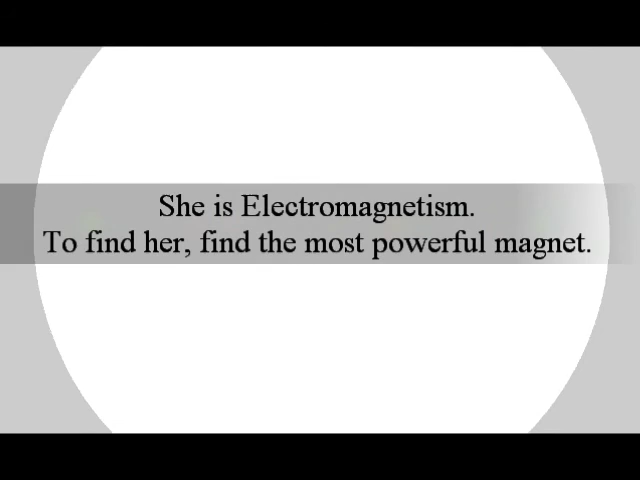 She is Electromagnetism.
To find her, find the most powerful magnet.